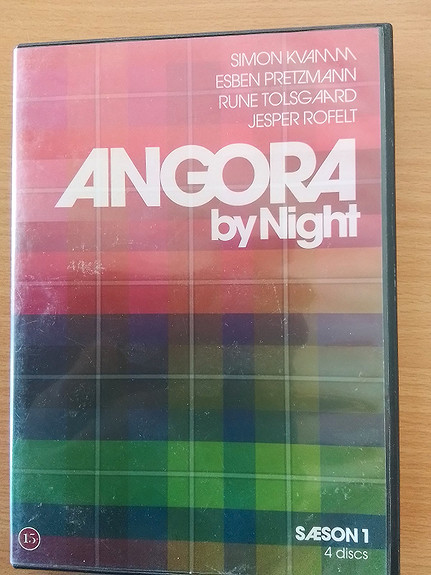 SIMON KVAMM
ESBEN PRETZMANN
RUNE TOLSGAARD
JESPER ROFELT
ANGORA
by Night
15
SÆSON 1
4 discs